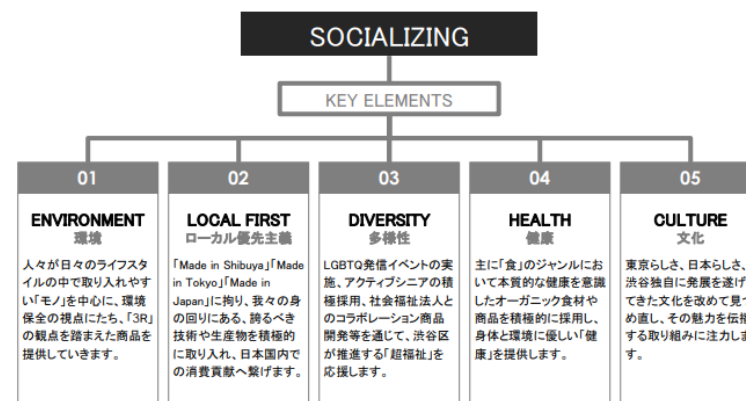 SOCIALIZING
KEY ELEMENTS
01
ENVIRONMENT
環境
人々が日々のライフスタ
イルの中で取り入れやす
い「モノ」を中心に、環境
保全の視点にたち、「3R」
の観点を踏まえた商品を
提供していきます。
02
LOCAL FIRST
ローカル優先主義
「Made in Shibuya」「Made
in Tokyo」「Made in
Japan」に拘り、我々の身
の回りにある、誇るべき
技術や生産物を積極的
に取り入れ、日本国内で
の消費貢献へ繋げます。
03
DIVERSITY
多様性
LGBTQ発信イベントの実
施、アクティブシニアの積
極採用、社会福祉法人と
のコラボレーション商品
開発等を通じて、渋谷区
が推進する「超福祉」を
応援します。
04
HEALTH
健康
主に「食」のジャンルにお
いて本質的な健康を意識
したオーガニック食材や
商品を積極的に採用し、
身体と環境に優しい「健
康」を提供します。
05
CULTURE
文化
東京らしさ、日本らしさ、
渋谷独自に発展を遂げ
てきた文化を改めて見つ
め直し、その魅力を伝播
する取り組みに注力しま
す。